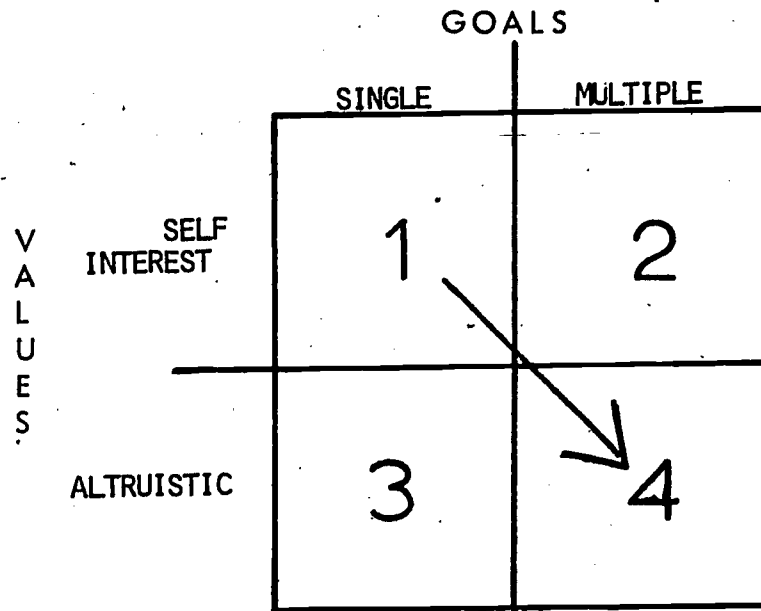 GOALS
SINGLE MULTIPLE
VALUES
SELF
INTEREST
1 2
ALTRUISTIC
3 4